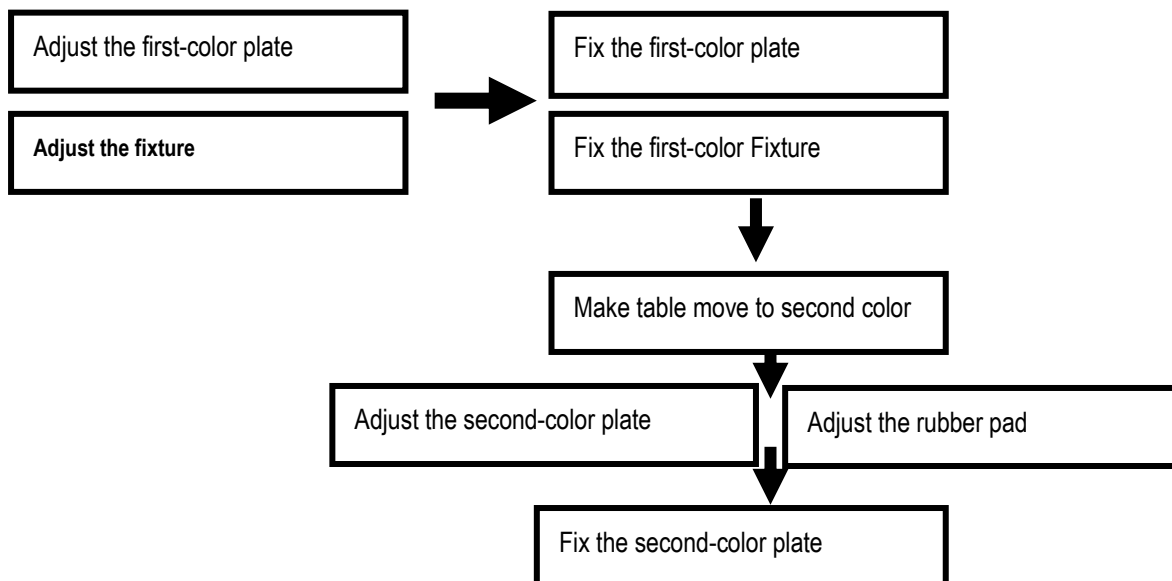 Adjust the first-color plate
Fix the first-color plate
Adjust the fixture
Fix the first-color Fixture
Make table move to second color
Adjust the second-color plate
Adjust the rubber pad
Fix the second-color plate